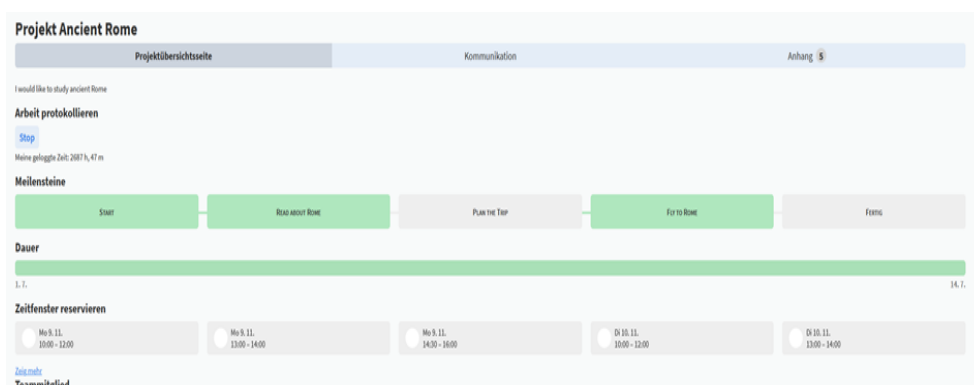 Projekt Ancient Rome
Projektübersichtsseite
Kommunikation
Anhang 5
I would like to study ancient Rome
Arbeit protokollieren
Stop
Meine geloggte Zeit: 2687 h, 47 m
Meilensteine
START
READ ABOUT ROME
PLAN THE TRIP
FLY TO ROME
FERTIG
Dauer
1. 7.
14. 7.
Zeitfenster reservieren
Mo 9. 11.
10:00 – 12:00
Mo 9. 11.
13:00 – 14:00
Mo 9. 11.
14:30 – 16:00
Di 10. 11.
10:00 – 12:00
Di 10. 11.
13:00 – 14:00
Zeig mehr
Teammitglied